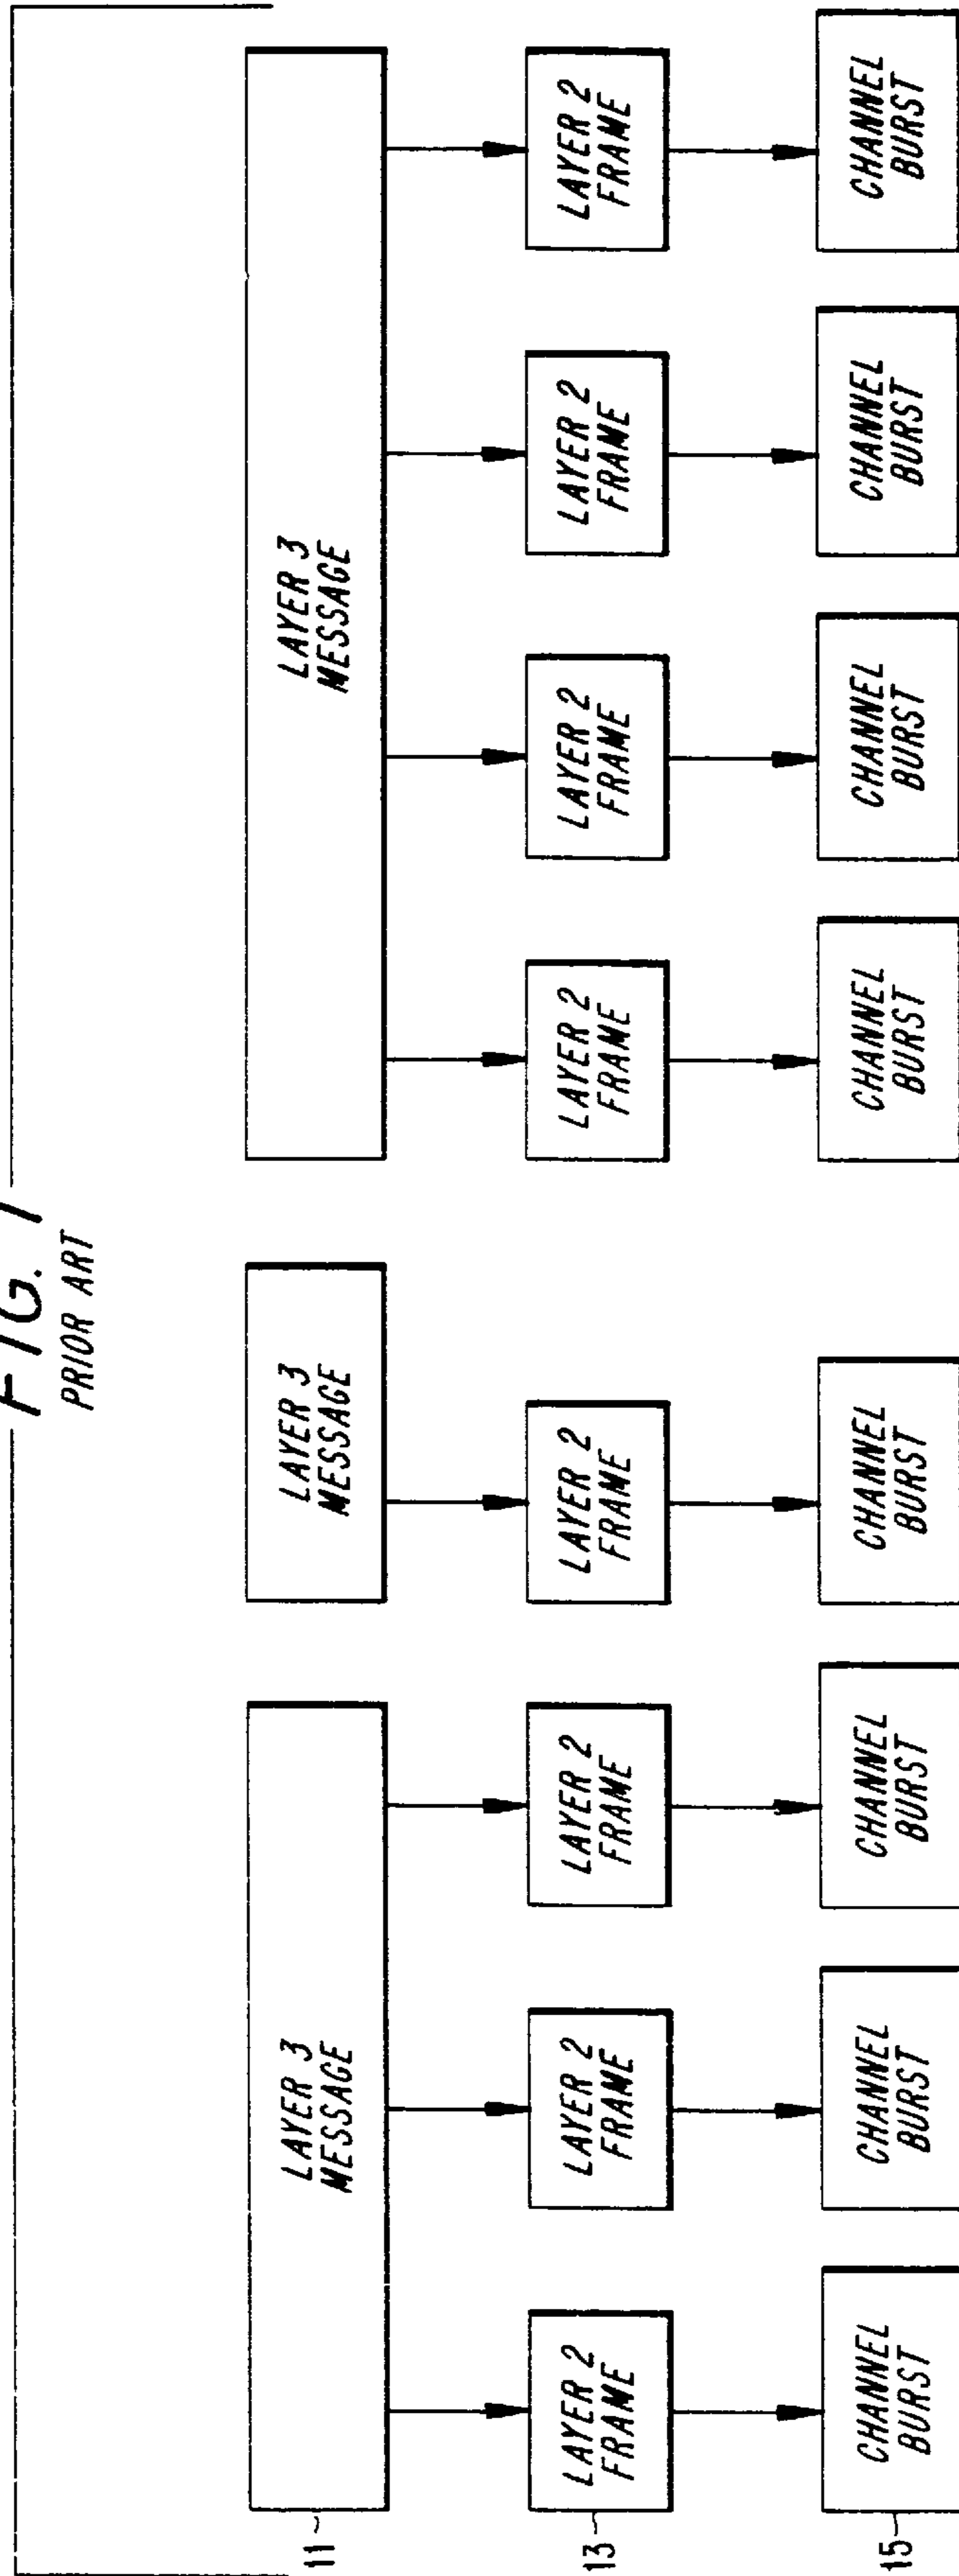 FIG. 1
PRIOR ART
11
LAYER 3
MESSAGE
LAYER 3
MESSAGE
LAYER 3
MESSAGE
13
LAYER 2
FRAME
LAYER 2
FRAME
LAYER 2
FRAME
LAYER 2
FRAME
LAYER 2
FRAME
LAYER 2
FRAME
LAYER 2
FRAME
LAYER 2
FRAME
15
CHANNEL
BURST
CHANNEL
BURST
CHANNEL
BURST
CHANNEL
BURST
CHANNEL
BURST
CHANNEL
BURST
CHANNEL
BURST
CHANNEL
BURST